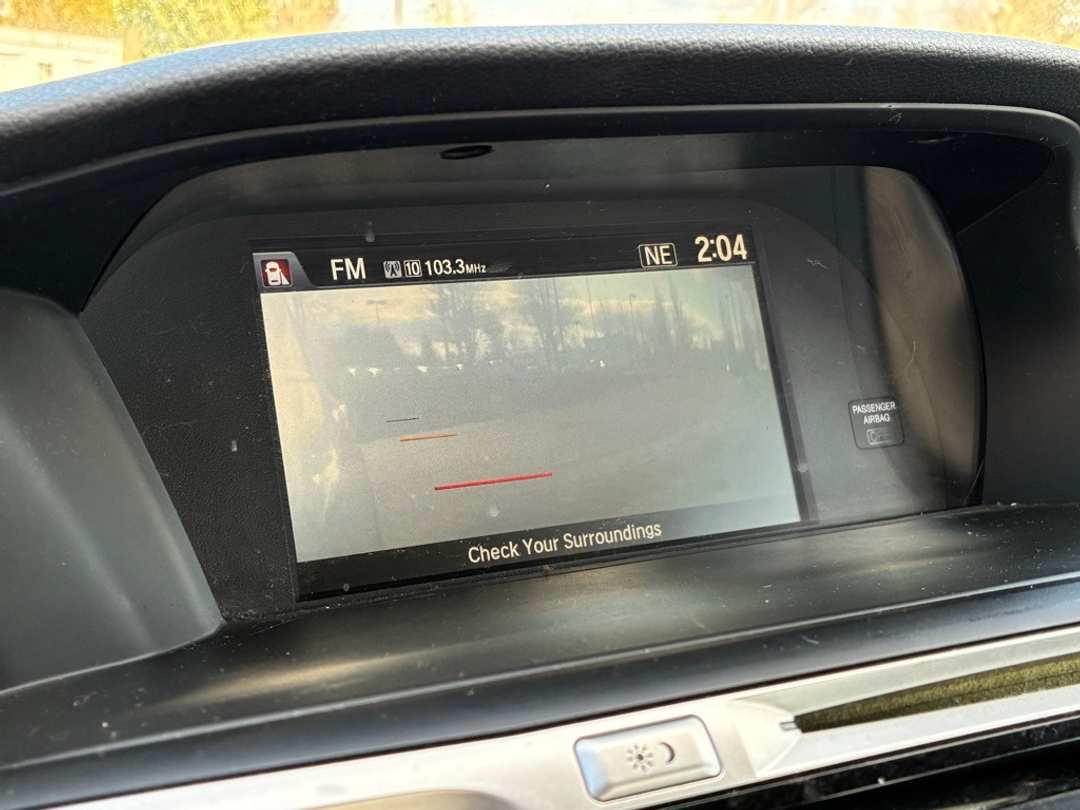 FM 10 103.3MHz NE 2:04
PASSENGER
AIRBAG
Check Your Surroundings